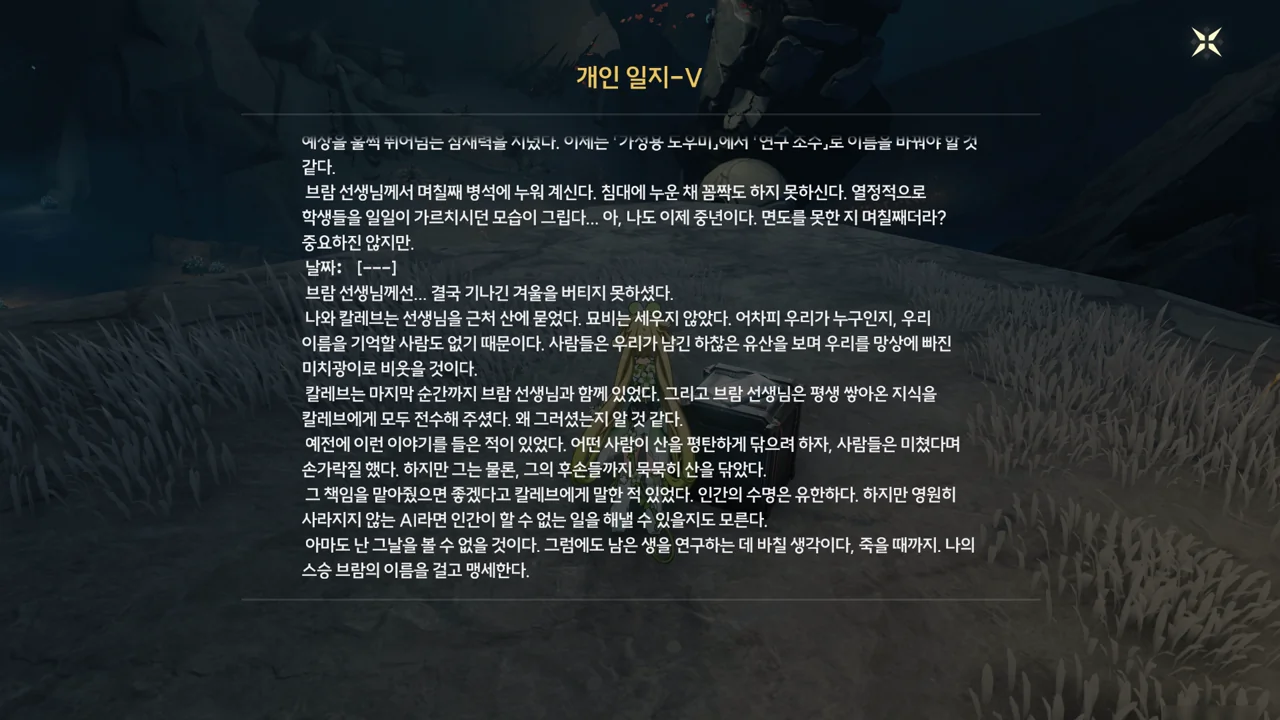 개인 일지-V
예상을 훌쩍 뛰어넘는 잠재력을 지녔다. 이제는 「가정용 도우미」에서 「연구 조수」로 이름을 바꿔야 할 것
같다.
브람 선생님께서 며칠째 병석에 누워 계신다. 침대에 누운 채 꼼짝도 하지 못하신다. 열정적으로
학생들을 일일이 가르치시던 모습이 그립다... 아, 나도 이제 중년이다. 면도를 못한 지 며칠째더라?
중요하진 않지만.
날짜: [---]
브람 선생님께선... 결국 기나긴 겨울을 버티지 못하셨다.
나와 칼레브는 선생님을 근처 산에 묻었다. 묘비는 세우지 않았다. 어차피 우리가 누구인지, 우리
이름을 기억할 사람도 없기 때문이다. 사람들은 우리가 남긴 하찮은 유산을 보며 우리를 망상에 빠진
미치광이로 비웃을 것이다.
칼레브는 마지막 순간까지 브람 선생님과 함께 있었다. 그리고 브람 선생님은 평생 쌓아온 지식을
칼레브에게 모두 전수해 주셨다. 왜 그러셨는지 알 것 같다.
예전에 이런 이야기를 들은 적이 있었다. 어떤 사람이 산을 평탄하게 닦으려 하자, 사람들은 미쳤다며
손가락질 했다. 하지만 그는 물론, 그의 후손들까지 묵묵히 산을 닦았다.
그 책임을 맡아줬으면 좋겠다고 칼레브에게 말한 적 있었다. 인간의 수명은 유한하다. 하지만 영원히
사라지지 않는 AI라면 인간이 할 수 없는 일을 해낼 수 있을지도 모른다.
아마도 난 그날을 볼 수 없을 것이다. 그럼에도 남은 생을 연구하는 데 바칠 생각이다, 죽을 때까지. 나의
스승 브람의 이름을 걸고 맹세한다.